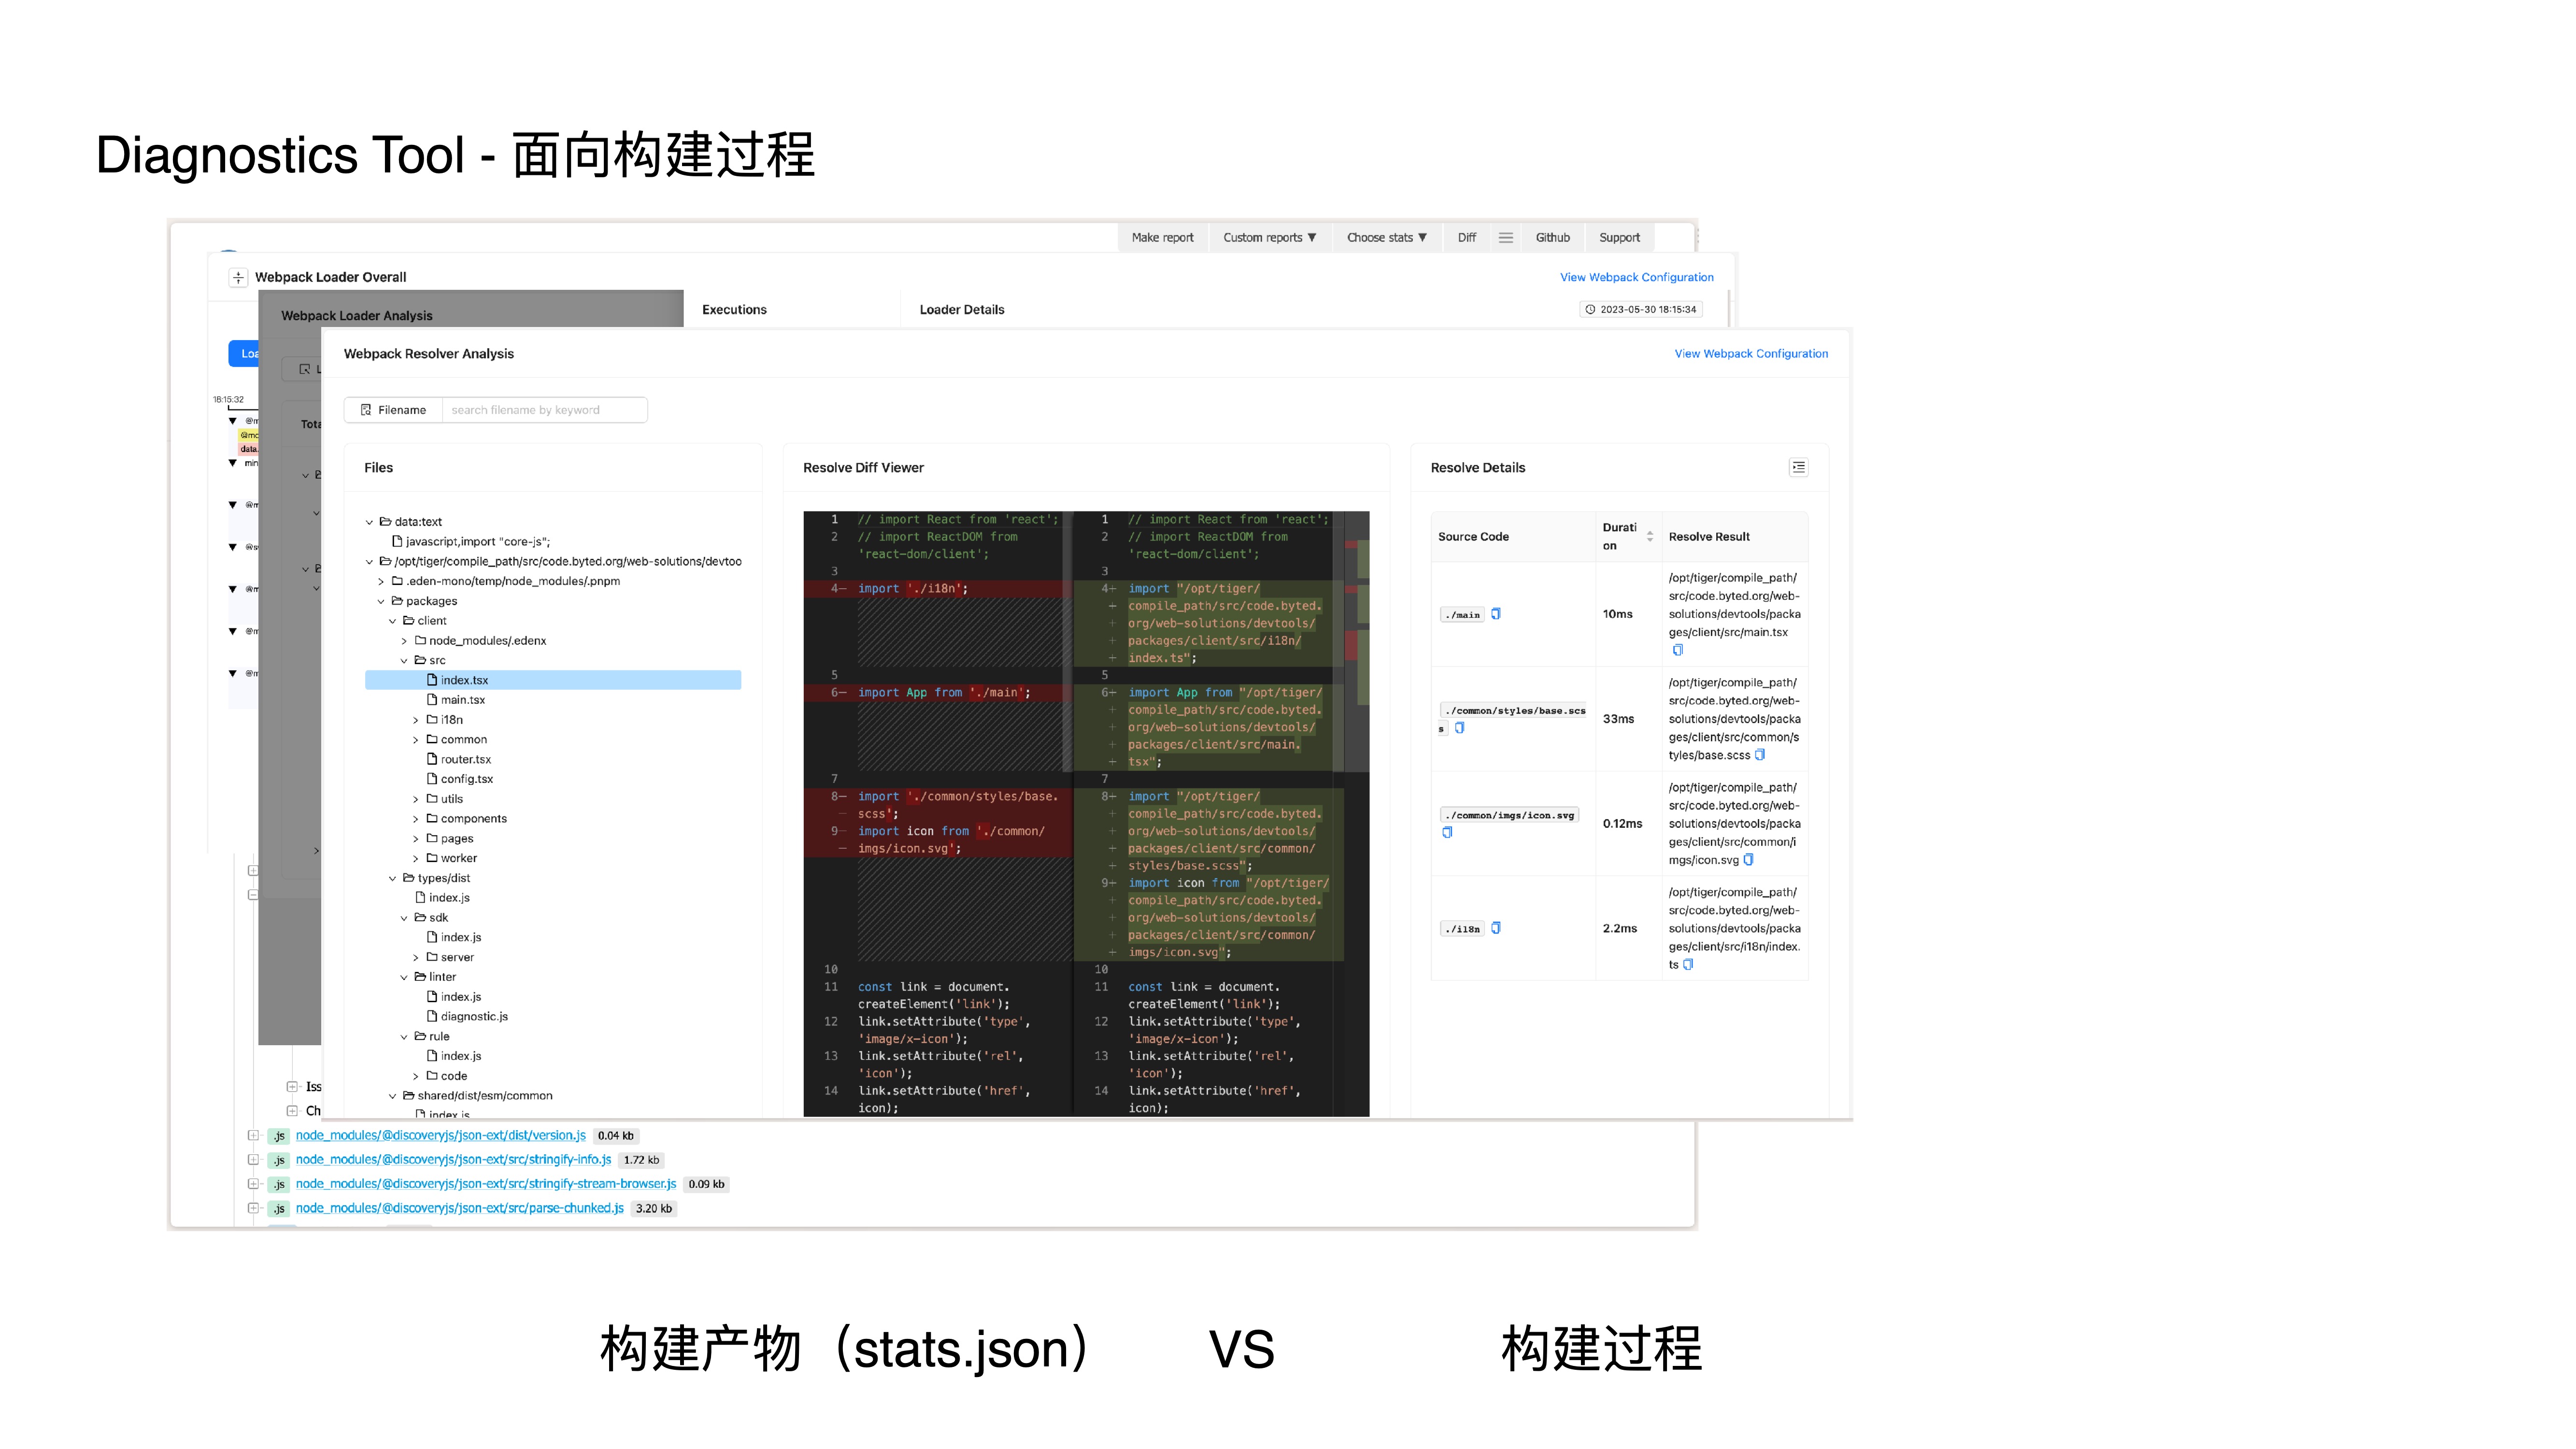 Diagnostics Tool - 面向构建过程
Make report
Custom reports ▼
Choose stats ▼
Diff
Github
Support
Webpack Loader Overall
View Webpack Configuration
Webpack Loader Analysis
Executions
Loader Details
2023-05-30 18:15:34
Webpack Resolver Analysis
View Webpack Configuration
Loa
18:15:32
Tota
Filename
search filename by keyword
Files
data:text
javascript,import "core-js";
/opt/tiger/compile_path/src/code.byted.org/web-solutions/devtoo
.eden-mono/temp/node_modules/.pnpm
packages
client
node_modules/.edenx
src
index.tsx
main.tsx
i18n
common
router.tsx
config.tsx
utils
components
pages
worker
types/dist
index.js
sdk
index.js
server
linter
index.js
diagnostic.js
rule
index.js
code
shared/dist/esm/common
index.js
Resolve Diff Viewer
1 // import React from 'react';
2 // import ReactDOM from
'react-dom/client';
3
4— import './i18n';
5
6— import App from './main';
7
8— import './common/styles/base.
— scss';
9— import icon from './common/
— imgs/icon.svg';
10
11 const link = document.
createElement('link');
12 link.setAttribute('type',
'image/x-icon');
13 link.setAttribute('rel',
'icon');
14 link.setAttribute('href',
icon);
1 // import React from 'react';
2 // import ReactDOM from
'react-dom/client';
3
4+ import "/opt/tiger/
+ compile_path/src/code.byted.
+ org/web-solutions/devtools/
+ packages/client/src/i18n/
+ index.ts";
5
6+ import App from "/opt/tiger/
+ compile_path/src/code.byted.
+ org/web-solutions/devtools/
+ packages/client/src/main.
+ tsx";
7
8+ import "/opt/tiger/
+ compile_path/src/code.byted.
+ org/web-solutions/devtools/
+ packages/client/src/common/
+ styles/base.scss";
9+ import icon from "/opt/tiger/
+ compile_path/src/code.byted.
+ org/web-solutions/devtools/
+ packages/client/src/common/
+ imgs/icon.svg";
10
11 const link = document.
createElement('link');
12 link.setAttribute('type',
'image/x-icon');
13 link.setAttribute('rel',
'icon');
14 link.setAttribute('href',
icon);
Resolve Details
Source Code
Durati
on
Resolve Result
./main
10ms
/opt/tiger/compile_path/
src/code.byted.org/web-
solutions/devtools/packa
ges/client/src/main.tsx
./common/styles/base.scs
s
33ms
/opt/tiger/compile_path/
src/code.byted.org/web-
solutions/devtools/packa
ges/client/src/common/s
tyles/base.scss
./common/imgs/icon.svg
0.12ms
/opt/tiger/compile_path/
src/code.byted.org/web-
solutions/devtools/packa
ges/client/src/common/i
mgs/icon.svg
./i18n
2.2ms
/opt/tiger/compile_path/
src/code.byted.org/web-
solutions/devtools/packa
ges/client/src/i18n/index.
ts
Iss
Ch
.js node_modules/@discoveryjs/json-ext/dist/version.js 0.04 kb
.js node_modules/@discoveryjs/json-ext/src/stringify-info.js 1.72 kb
.js node_modules/@discoveryjs/json-ext/src/stringify-stream-browser.js 0.09 kb
.js node_modules/@discoveryjs/json-ext/src/parse-chunked.js 3.20 kb
构建产物（stats.json） VS 构建过程